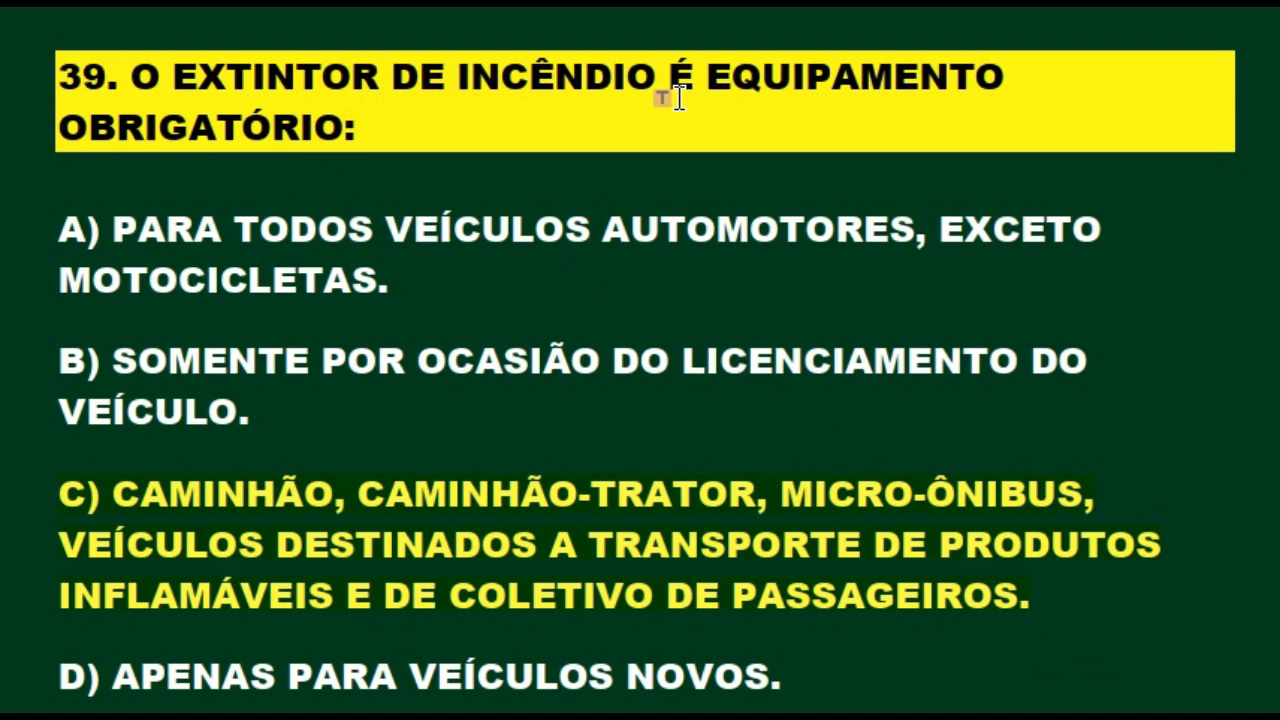 39. O EXTINTOR DE INCÊNDIO É EQUIPAMENTO
OBRIGATÓRIO:
A) PARA TODOS VEÍCULOS AUTOMOTORES, EXCETO
MOTOCICLETAS.
B) SOMENTE POR OCASIÃO DO LICENCIAMENTO DO
VEÍCULO.
C) CAMINHÃO, CAMINHÃO-TRATOR, MICRO-ÔNIBUS,
VEÍCULOS DESTINADOS A TRANSPORTE DE PRODUTOS
INFLAMÁVEIS E DE COLETIVO DE PASSAGEIROS.
D) APENAS PARA VEÍCULOS NOVOS.